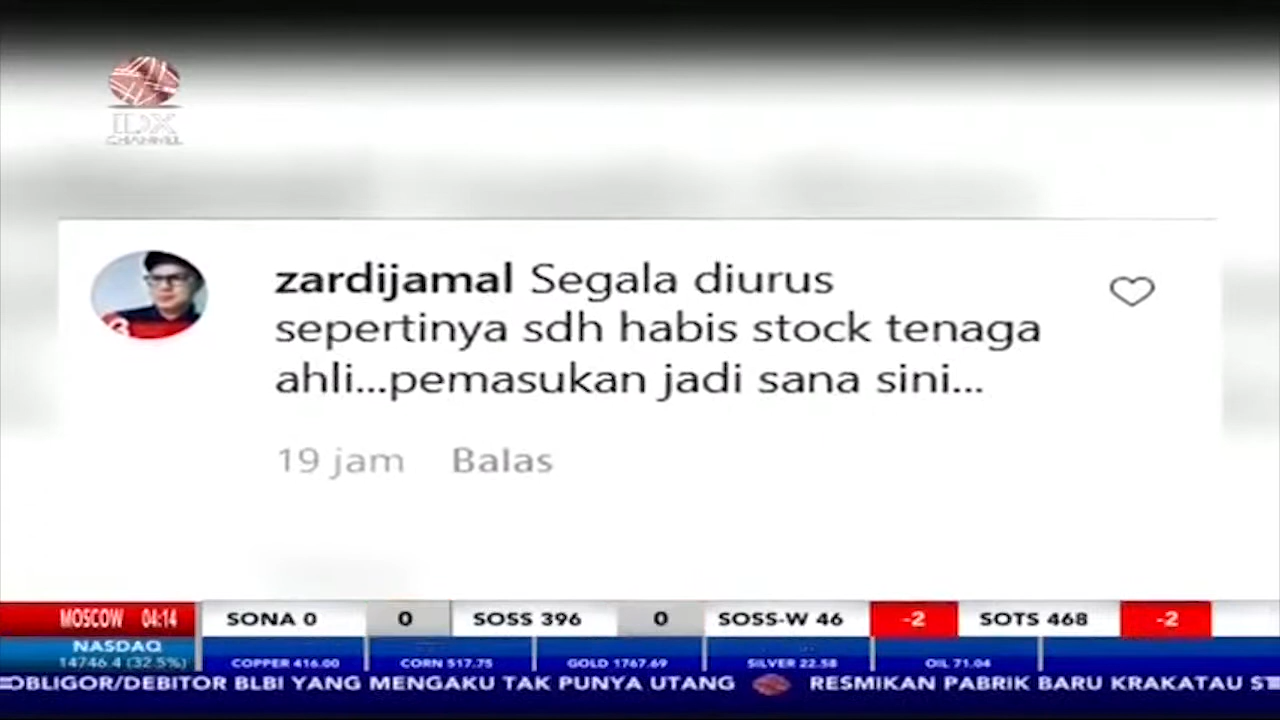 IDX
CHANNEL
zardijamal Segala diurus
sepertinya sdh habis stock tenaga
ahli...pemasukan jadi sana sini...
19 jam Balas
MOSCOW 04:14 SONA 0 0 SOSS 396 0 SOSS-W 46 -2 SOTS 468 -2
NASDAQ
14746.4 (32.5%) COPPER 416.00 CORN 517.75 GOLD 1767.69 SILVER 22.58 OIL 71.04
OBLIGOR/DEBITOR BLBI YANG MENGAKU TAK PUNYA UTANG RESMIKAN PABRIK BARU KRAKATAU